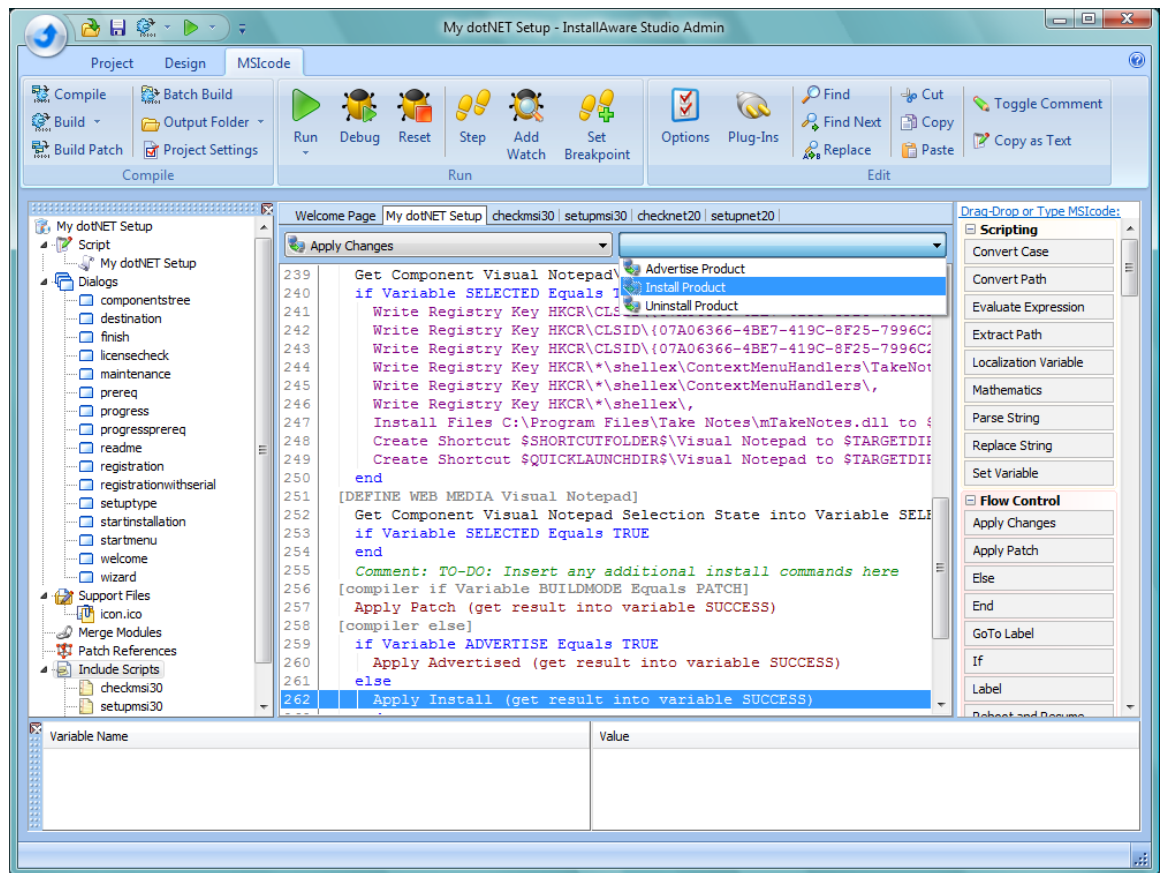 My dotNET Setup - InstallAware Studio Admin
Project Design MSIcode
Compile Batch Build
Build Output Folder
Build Patch Project Settings
Compile
Run Debug Reset Step Add Watch Set Breakpoint
Run
Options Plug-Ins
Find Cut Toggle Comment
Find Next Copy Copy as Text
Replace Paste
Edit
My dotNET Setup
Script
My dotNET Setup
Dialogs
componentstree
destination
finish
licensecheck
maintenance
prereq
progress
progressprereq
readme
registration
registrationwithserial
setuptype
startinstallation
startmenu
welcome
wizard
Support Files
icon.ico
Merge Modules
Patch References
Include Scripts
checkmsi30
setupmsi30
Welcome Page My dotNET Setup checkmsi30 setupmsi30 checknet20 setupnet20
Apply Changes
Advertise Product
Install Product
Uninstall Product
239 Get Component Visual Notepad\
240 if Variable SELECTED Equals T
241 Write Registry Key HKCR\CLS
242 Write Registry Key HKCR\CLSID\{07A06366-4BE7-419C-8F25-7996C2
243 Write Registry Key HKCR\CLSID\{07A06366-4BE7-419C-8F25-7996C2
244 Write Registry Key HKCR\*\shellex\ContextMenuHandlers\TakeNot
245 Write Registry Key HKCR\*\shellex\ContextMenuHandlers\,
246 Write Registry Key HKCR\*\shellex\,
247 Install Files C:\Program Files\Take Notes\mTakeNotes.dll to $
248 Create Shortcut $SHORTCUTFOLDER$\Visual Notepad to $TARGETDIR
249 Create Shortcut $QUICKLAUNCHDIR$\Visual Notepad to $TARGETDIR
250 end
251 [DEFINE WEB MEDIA Visual Notepad]
252 Get Component Visual Notepad Selection State into Variable SELE
253 if Variable SELECTED Equals TRUE
254 end
255 Comment: TO-DO: Insert any additional install commands here
256 [compiler if Variable BUILDMODE Equals PATCH]
257 Apply Patch (get result into variable SUCCESS)
258 [compiler else]
259 if Variable ADVERTISE Equals TRUE
260 Apply Advertised (get result into variable SUCCESS)
261 else
262 Apply Install (get result into variable SUCCESS)
Drag-Drop or Type MSIcode:
Scripting
Convert Case
Convert Path
Evaluate Expression
Extract Path
Localization Variable
Mathematics
Parse String
Replace String
Set Variable
Flow Control
Apply Changes
Apply Patch
Else
End
GoTo Label
If
Label
Reboot and Resume
Variable Name Value